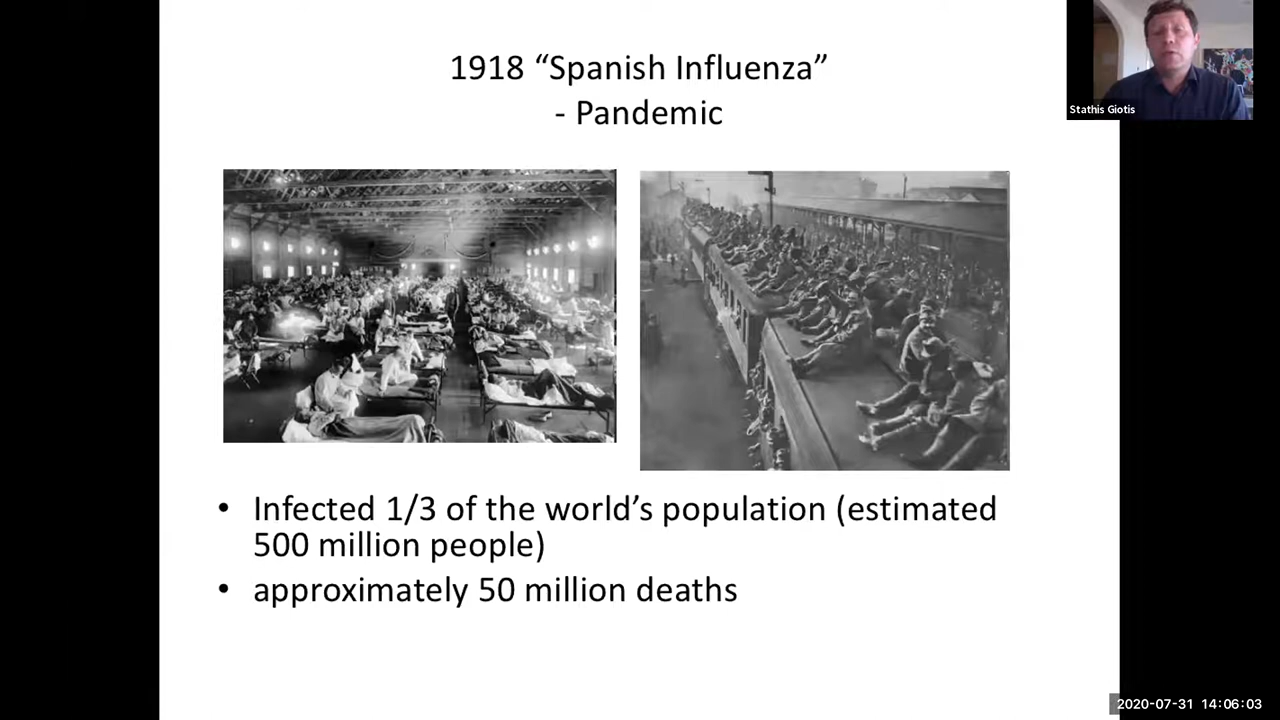 1918 “Spanish Influenza”
- Pandemic
Stathis Giotis
• Infected 1/3 of the world’s population (estimated
500 million people)
• approximately 50 million deaths
2020-07-31 14:06:03